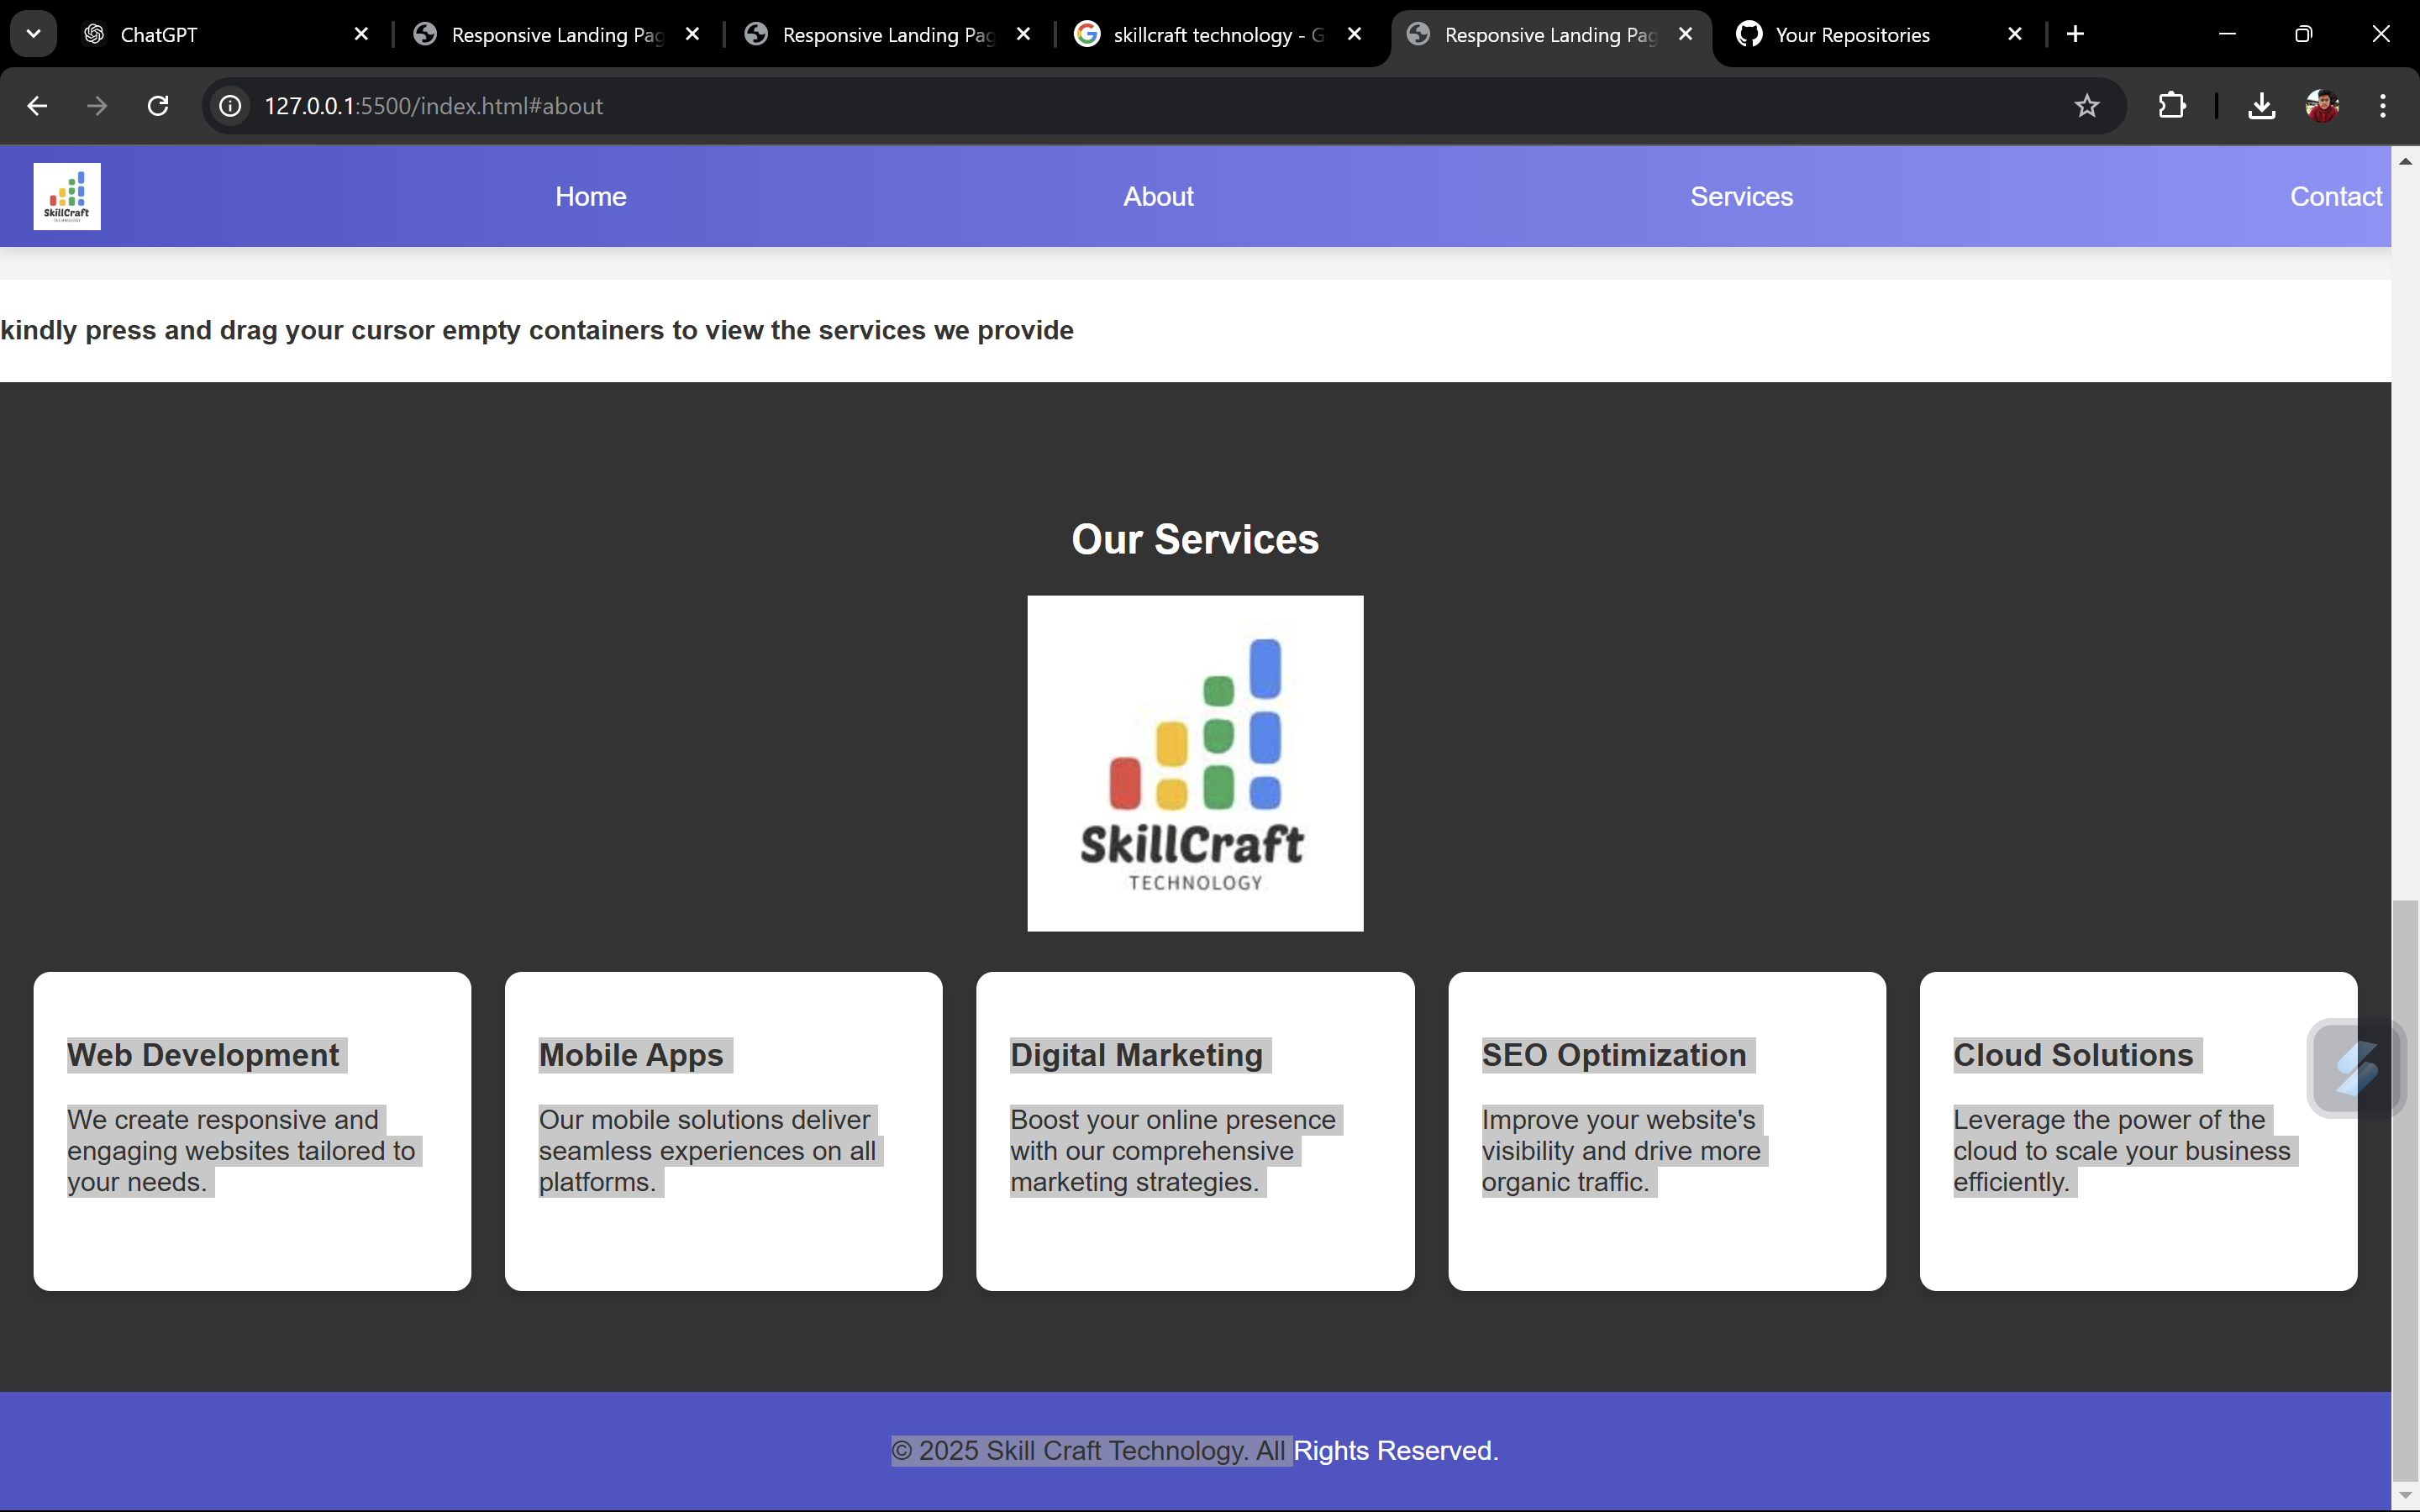 ChatGPT
Responsive Landing Pag
Responsive Landing Pag
skillcraft technology - G
Responsive Landing Pag
Your Repositories
127.0.0.1:5500/index.html#about
SkillCraft
TECHNOLOGY
Home
About
Services
Contact
kindly press and drag your cursor empty containers to view the services we provide
Our Services
SkillCraft
TECHNOLOGY
Web Development
We create responsive and
engaging websites tailored to
your needs.
Mobile Apps
Our mobile solutions deliver
seamless experiences on all
platforms.
Digital Marketing
Boost your online presence
with our comprehensive
marketing strategies.
SEO Optimization
Improve your website's
visibility and drive more
organic traffic.
Cloud Solutions
Leverage the power of the
cloud to scale your business
efficiently.
© 2025 Skill Craft Technology. All Rights Reserved.